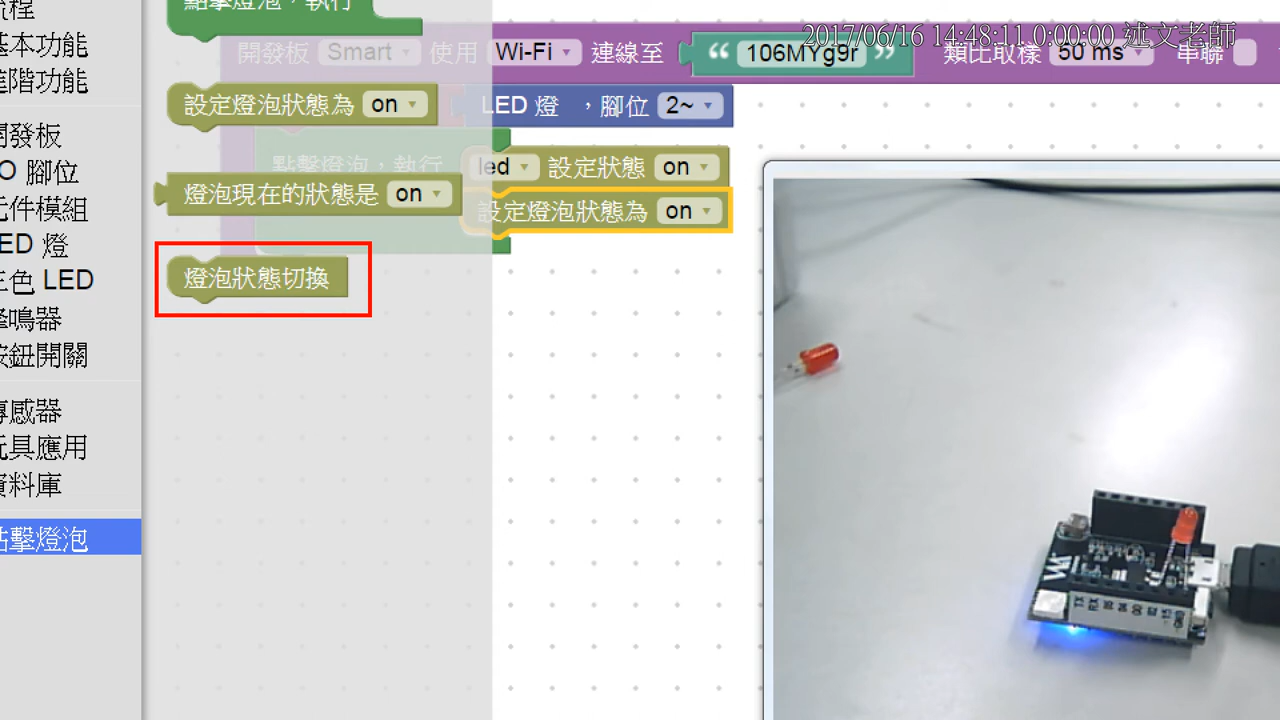 流程
基本功能
進階功能
開發板
IO 腳位
元件模組
LED 燈
三色 LED
蜂鳴器
按鈕開關
傳感器
玩具應用
資料庫
點擊燈泡
點擊燈泡，執行
設定燈泡狀態為 on
燈泡現在的狀態是 on
燈泡狀態切換
開發板 Smart 使用 Wi-Fi 連線至 “ 106MYg9r ” 類比取樣 50 ms 串聯
2017/06/16 14:48:11.0:00:00 述文老師
LED 燈 ，腳位 2~
點擊燈泡，執行
led 設定狀態 on
設定燈泡狀態為 on
TX
RX